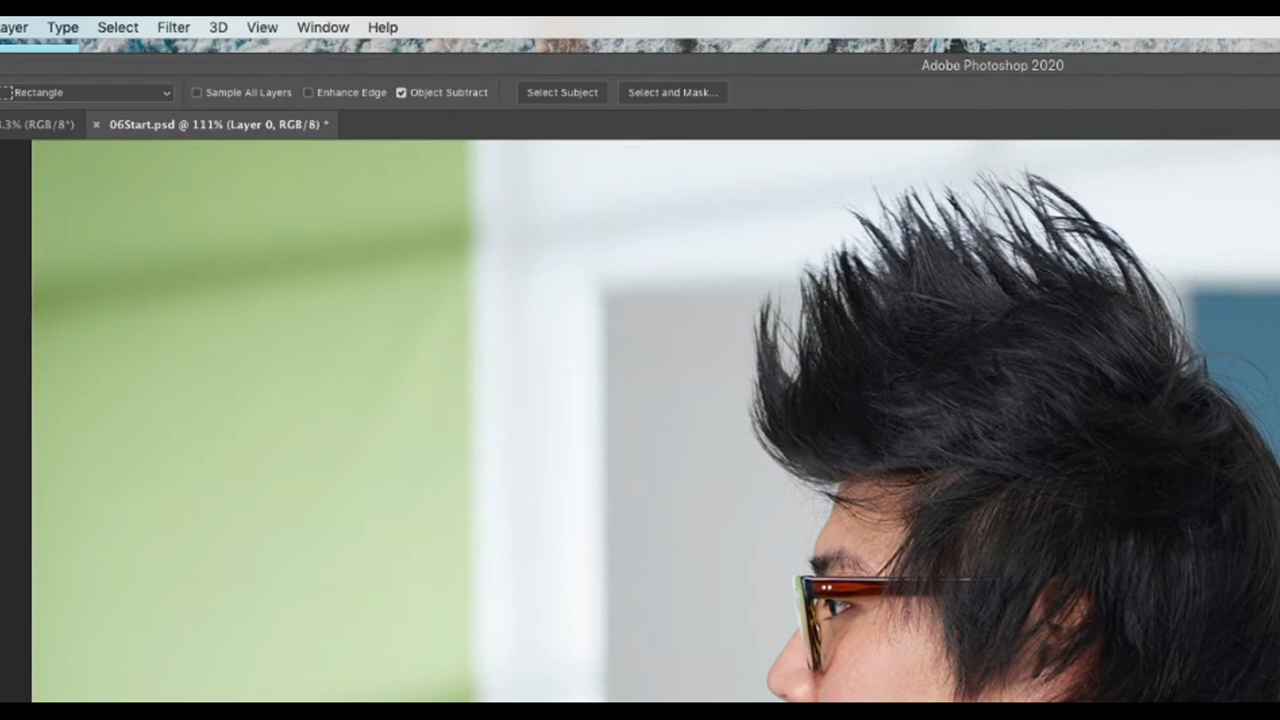 ayer Type Select Filter 3D View Window Help
Adobe Photoshop 2020
Rectangle Sample All Layers Enhance Edge Object Subtract Select Subject Select and Mask...
.3% (RGB/8*) × 06Start.psd @ 111% (Layer 0, RGB/8) *